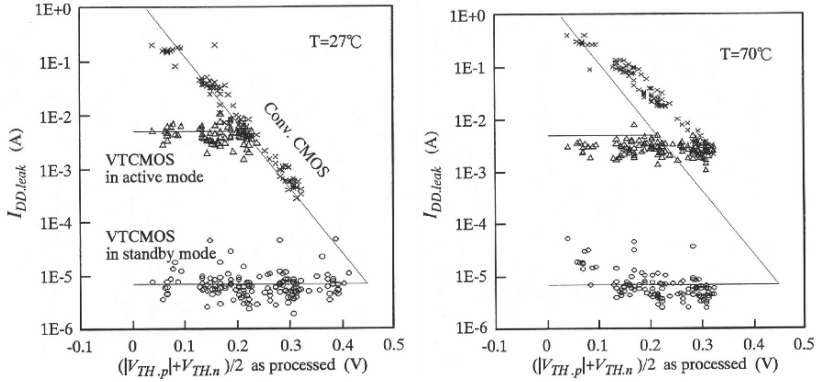 1E+0
1E-1
1E-2
1E-3
1E-4
1E-5
1E-6
I_DD.leak (A)
T=27℃
Conv. CMOS
VTCMOS
in active mode
VTCMOS
in standby mode
-0.1 0 0.1 0.2 0.3 0.4 0.5
(|V_TH.p|+V_TH.n)/2 as processed (V)
1E+0
1E-1
1E-2
1E-3
1E-4
1E-5
1E-6
I_DD.leak (A)
T=70℃
-0.1 0 0.1 0.2 0.3 0.4 0.5
(|V_TH.p|+V_TH.n)/2 as processed (V)